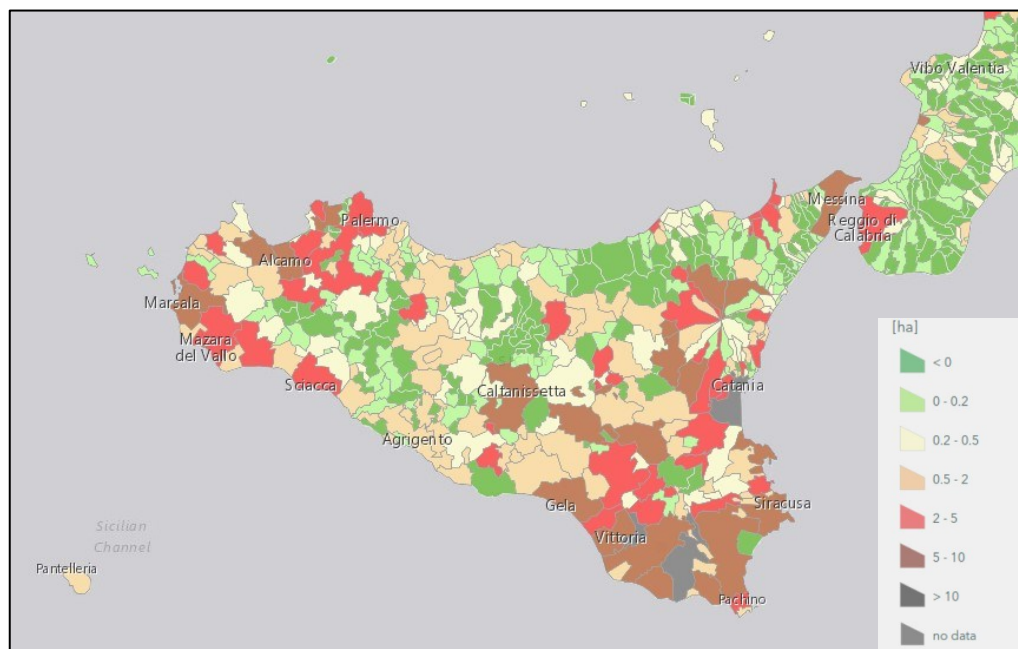 Vibo Valentia
Messina
Reggio di
Calabria
Palermo
Alcamo
Marsala
Mazara
del Vallo
Sciacca
Caltanissetta
Catania
Agrigento
Gela
Siracusa
Vittoria
Pachino
Sicilian
Channel
Pantelleria
[ha]
< 0
0 - 0.2
0.2 - 0.5
0.5 - 2
2 - 5
5 - 10
> 10
no data